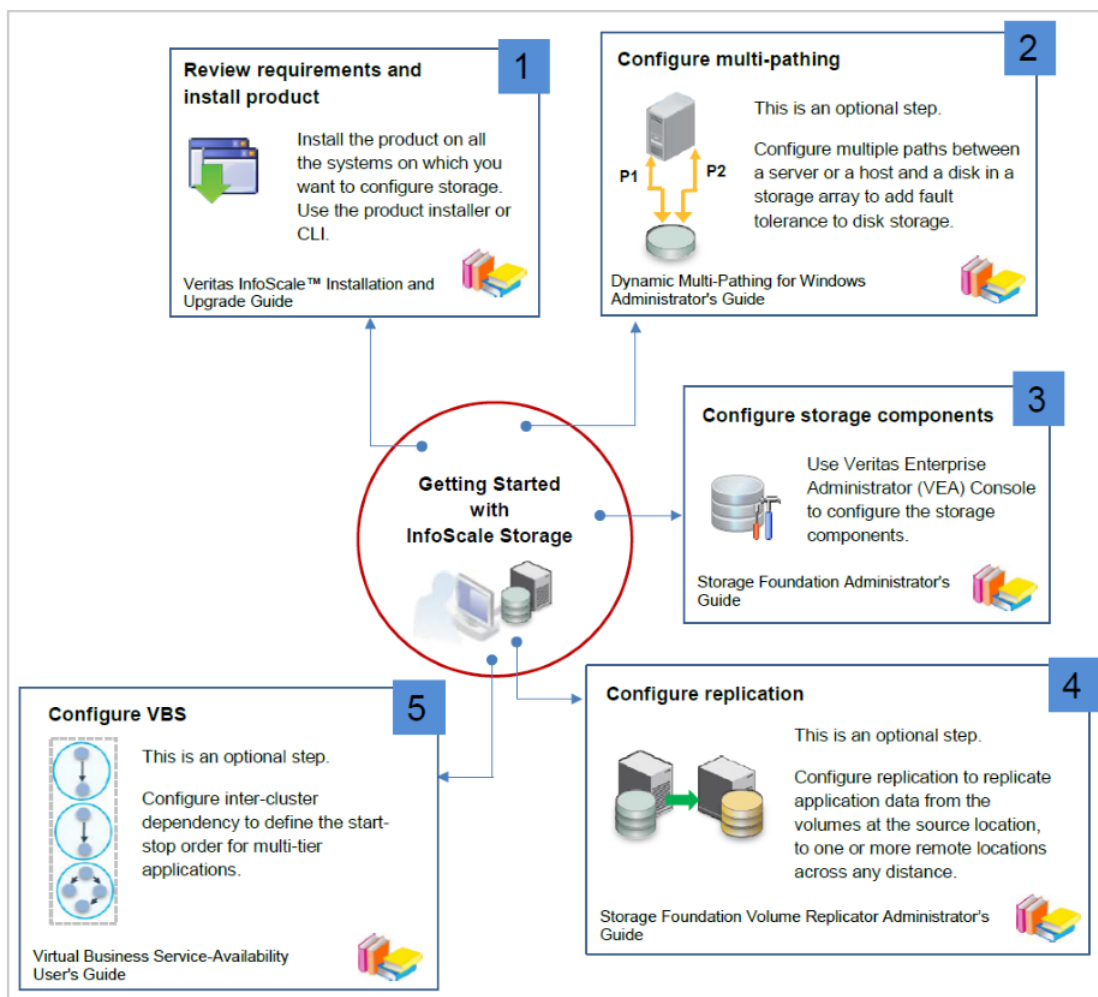 1
Review requirements and
install product
Install the product on all
the systems on which you
want to configure storage.
Use the product installer or
CLI.
Veritas InfoScale™ Installation and
Upgrade Guide
2
Configure multi-pathing
This is an optional step.
Configure multiple paths between
a server or a host and a disk in a
storage array to add fault
tolerance to disk storage.
P1
P2
Dynamic Multi-Pathing for Windows
Administrator's Guide
3
Configure storage components
Use Veritas Enterprise
Administrator (VEA) Console
to configure the storage
components.
Storage Foundation Administrator's
Guide
Getting Started
with
InfoScale Storage
4
Configure replication
This is an optional step.
Configure replication to replicate
application data from the
volumes at the source location,
to one or more remote locations
across any distance.
Storage Foundation Volume Replicator Administrator's
Guide
5
Configure VBS
This is an optional step.
Configure inter-cluster
dependency to define the start-
stop order for multi-tier
applications.
Virtual Business Service-Availability
User's Guide